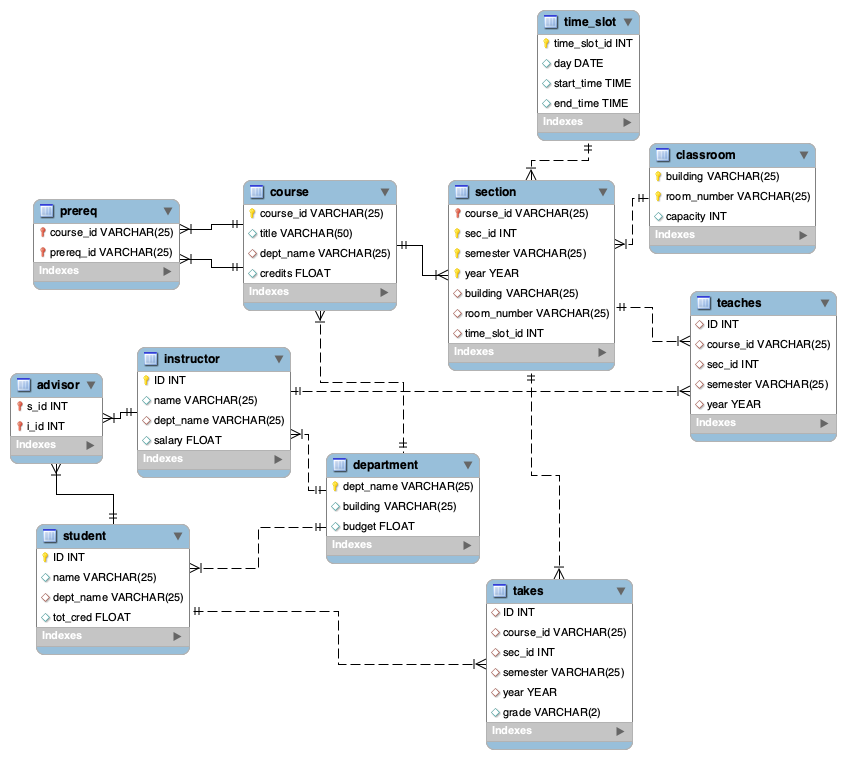 time_slot
time_slot_id INT
day DATE
start_time TIME
end_time TIME
Indexes
classroom
building VARCHAR(25)
room_number VARCHAR(25)
capacity INT
Indexes
course
course_id VARCHAR(25)
title VARCHAR(50)
dept_name VARCHAR(25)
credits FLOAT
Indexes
section
course_id VARCHAR(25)
sec_id INT
semester VARCHAR(25)
year YEAR
building VARCHAR(25)
room_number VARCHAR(25)
time_slot_id INT
Indexes
prereq
course_id VARCHAR(25)
prereq_id VARCHAR(25)
Indexes
teaches
ID INT
course_id VARCHAR(25)
sec_id INT
semester VARCHAR(25)
year YEAR
Indexes
instructor
ID INT
name VARCHAR(25)
dept_name VARCHAR(25)
salary FLOAT
Indexes
advisor
s_id INT
i_id INT
Indexes
department
dept_name VARCHAR(25)
building VARCHAR(25)
budget FLOAT
Indexes
student
ID INT
name VARCHAR(25)
dept_name VARCHAR(25)
tot_cred FLOAT
Indexes
takes
ID INT
course_id VARCHAR(25)
sec_id INT
semester VARCHAR(25)
year YEAR
grade VARCHAR(2)
Indexes